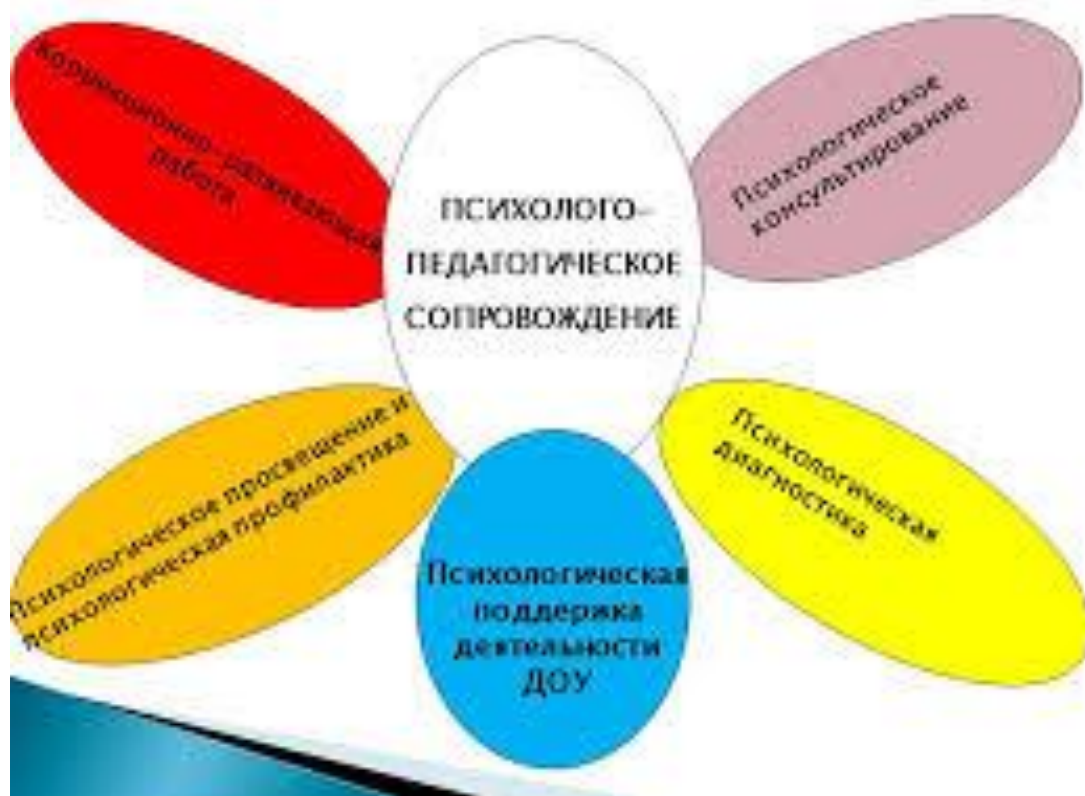 Коррекционно-развивающая
работа
ПСИХОЛОГО-
ПЕДАГОГИЧЕСКОЕ
СОПРОВОЖДЕНИЕ
Психологическое
консультирование
Психологическое просвещение и
психологическая профилактика
Психологическая
поддержка
деятельности
ДОУ
Психологическая
диагностика